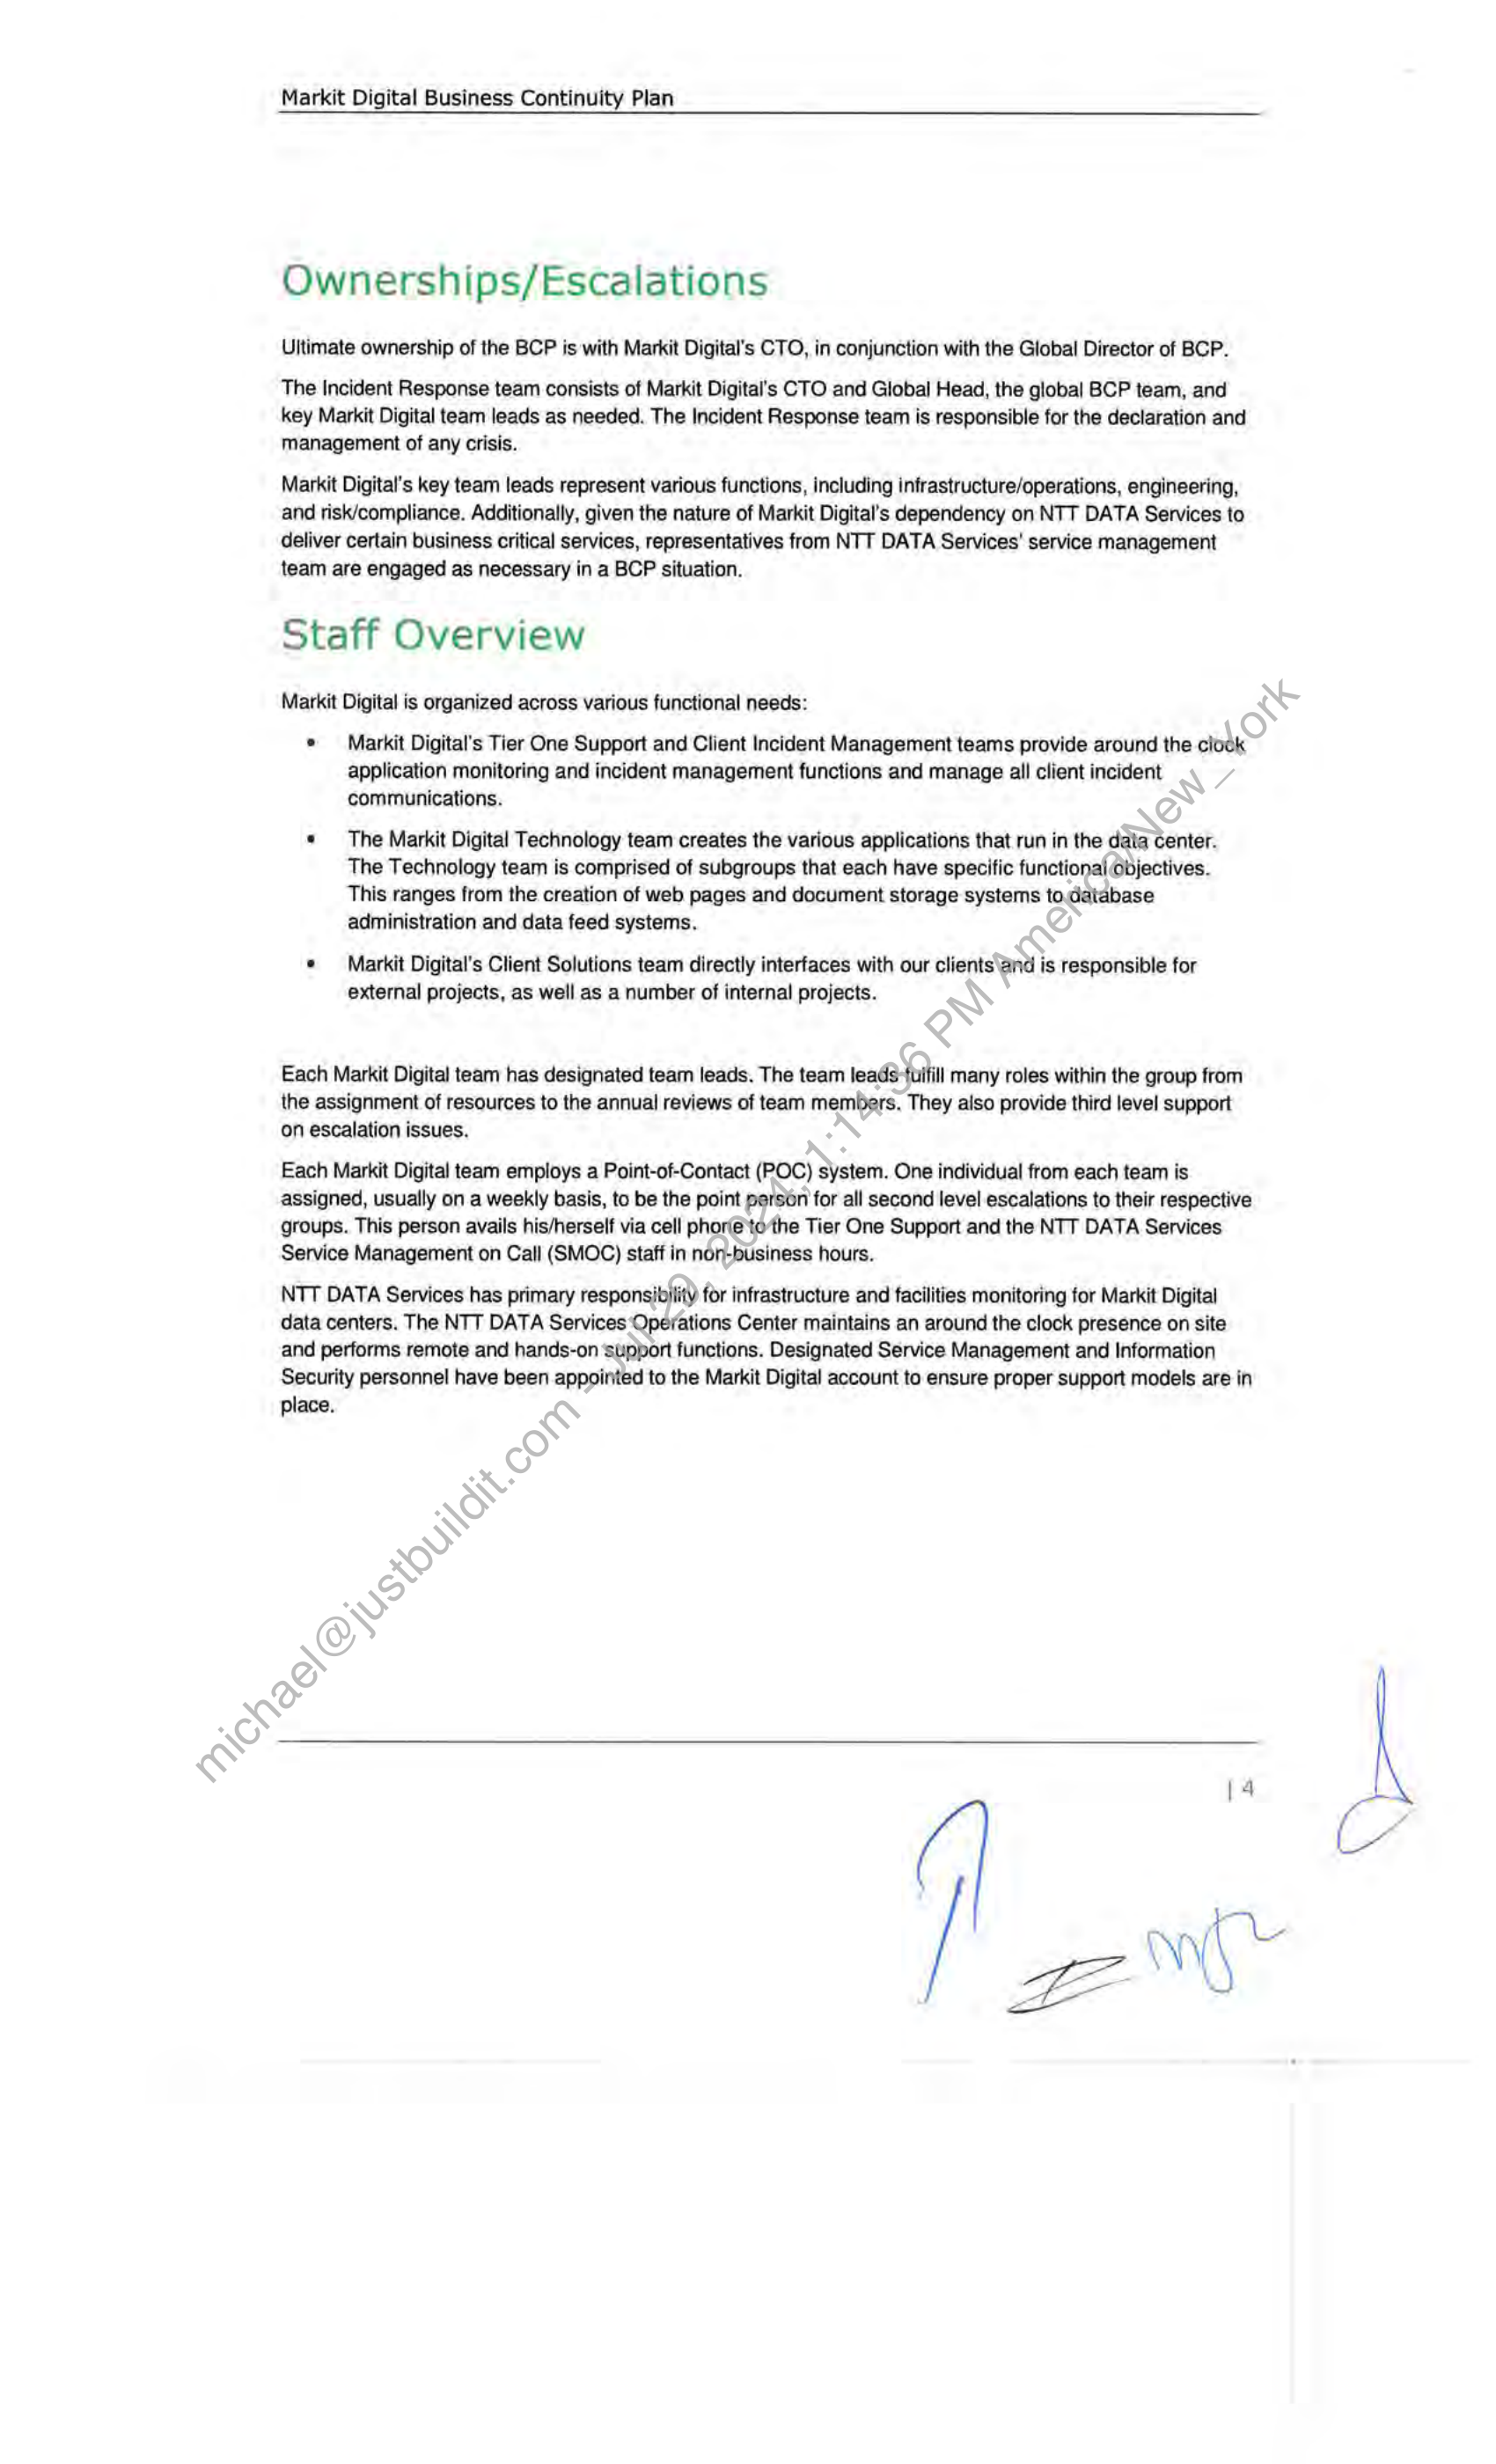 Markit Digital Business Continuity Plan
Ownerships/Escalations
Ultimate ownership of the BCP is with Markit Digital's CTO, in conjunction with the Global Director of BCP.
The Incident Response team consists of Markit Digital's CTO and Global Head, the global BCP team, and
key Markit Digital team leads as needed. The Incident Response team is responsible for the declaration and
management of any crisis.
Markit Digital's key team leads represent various functions, including infrastructure/operations, engineering,
and risk/compliance. Additionally, given the nature of Markit Digital's dependency on NTT DATA Services to
deliver certain business critical services, representatives from NTT DATA Services' service management
team are engaged as necessary in a BCP situation.
Staff Overview
Markit Digital is organized across various functional needs:
• Markit Digital's Tier One Support and Client Incident Management teams provide around the clock
application monitoring and incident management functions and manage all client incident
communications.
• The Markit Digital Technology team creates the various applications that run in the data center.
The Technology team is comprised of subgroups that each have specific functional objectives.
This ranges from the creation of web pages and document storage systems to database
administration and data feed systems.
• Markit Digital's Client Solutions team directly interfaces with our clients and is responsible for
external projects, as well as a number of internal projects.
Each Markit Digital team has designated team leads. The team leads fulfill many roles within the group from
the assignment of resources to the annual reviews of team members. They also provide third level support
on escalation issues.
Each Markit Digital team employs a Point-of-Contact (POC) system. One individual from each team is
assigned, usually on a weekly basis, to be the point person for all second level escalations to their respective
groups. This person avails his/herself via cell phone to the Tier One Support and the NTT DATA Services
Service Management on Call (SMOC) staff in non-business hours.
NTT DATA Services has primary responsibility for infrastructure and facilities monitoring for Markit Digital
data centers. The NTT DATA Services Operations Center maintains an around the clock presence on site
and performs remote and hands-on support functions. Designated Service Management and Information
Security personnel have been appointed to the Markit Digital account to ensure proper support models are in
place.
michael@justbuildit.com - Jul 29, 2024, 1:14:36 PM America/New_York
| 4